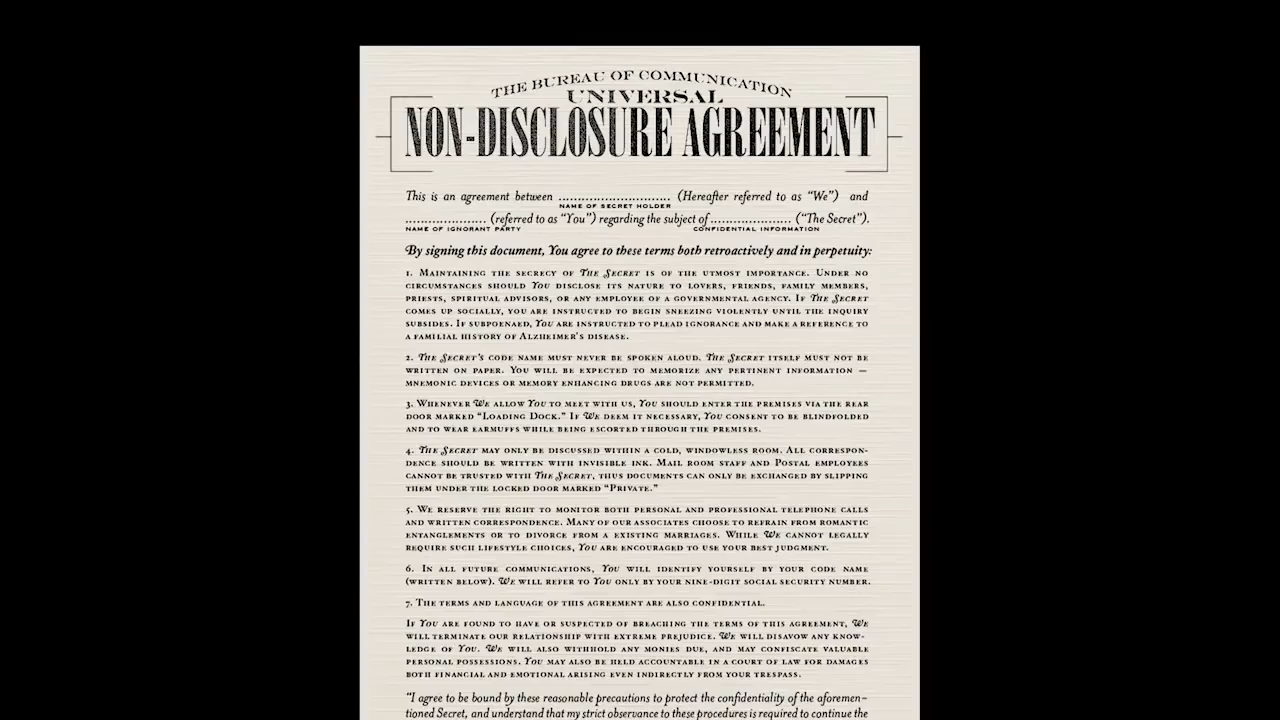 THE BUREAU OF COMMUNICATION
UNIVERSAL
NON-DISCLOSURE AGREEMENT
This is an agreement between ............................ (Hereafter referred to as “We”) and
NAME OF SECRET HOLDER
.................... (referred to as “You”) regarding the subject of .................... (“The Secret”).
NAME OF IGNORANT PARTY CONFIDENTIAL INFORMATION
By signing this document, You agree to these terms both retroactively and in perpetuity:
1. Maintaining the secrecy of The Secret is of the utmost importance. Under no
circumstances should You disclose its nature to lovers, friends, family members,
priests, spiritual advisors, or any employee of a governmental agency. If The Secret
comes up socially, you are instructed to begin sneezing violently until the inquiry
subsides. If subpoenaed, You are instructed to plead ignorance and make a reference to
a familial history of Alzheimer’s disease.
2. The Secret’s code name must never be spoken aloud. The Secret itself must not be
written on paper. You will be expected to memorize any pertinent information —
mnemonic devices or memory enhancing drugs are not permitted.
3. Whenever We allow You to meet with us, You should enter the premises via the rear
door marked “Loading Dock.” If We deem it necessary, You consent to be blindfolded
and to wear earmuffs while being escorted through the premises.
4. The Secret may only be discussed within a cold, windowless room. All correspon-
dence should be written with invisible ink. Mail room staff and Postal employees
cannot be trusted with The Secret, thus documents can only be exchanged by slipping
them under the locked door marked “Private.”
5. We reserve the right to monitor both personal and professional telephone calls
and written correspondence. Many of our associates choose to refrain from romantic
entanglements or to divorce from a existing marriages. While We cannot legally
require such lifestyle choices, You are encouraged to use your best judgment.
6. In all future communications, You will identify yourself by your code name
(written below). We will refer to You only by your nine-digit social security number.
7. The terms and language of this agreement are also confidential.
If You are found to have or suspected of breaching the terms of this agreement, We
will terminate our relationship with extreme prejudice. We will disavow any know-
ledge of You. We will also withhold any monies due, and may confiscate valuable
personal possessions. You may also be held accountable in a court of law for damages
both financial and emotional arising even indirectly from your trespass.
“I agree to be bound by these reasonable precautions to protect the confidentiality of the aforemen-
tioned Secret, and understand that my strict observance to these procedures is required to continue the